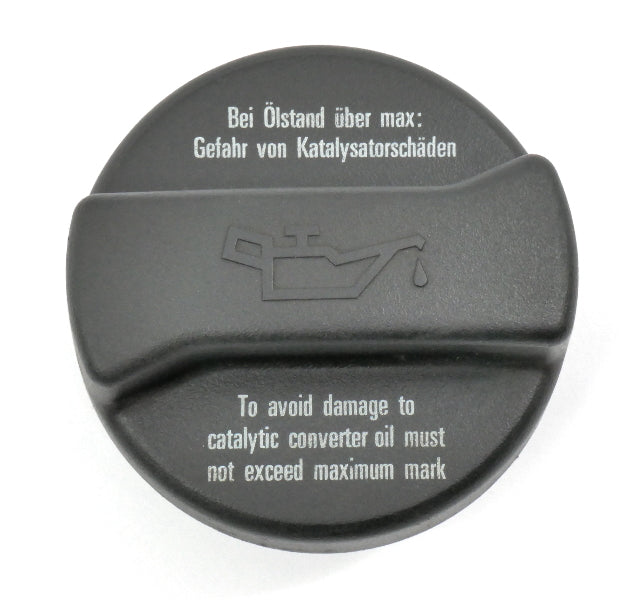 Bei Ölstand über max:
Gefahr von Katalysatorschäden
To avoid damage to
catalytic converter oil must
not exceed maximum mark